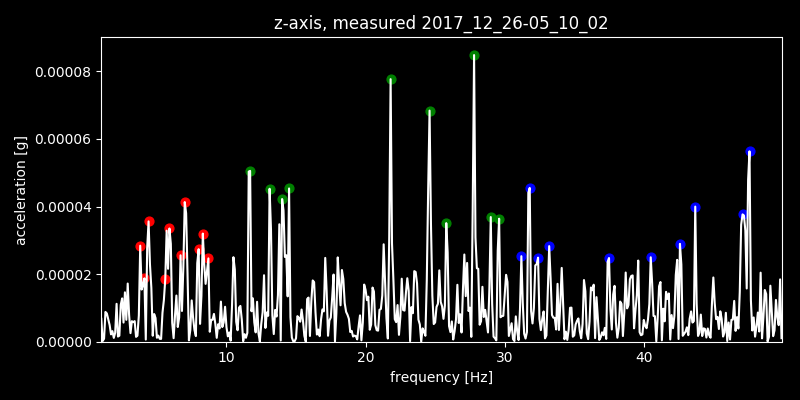 z-axis, measured 2017_12_26-05_10_02
0.00008
0.00006
0.00004
0.00002
0.00000
acceleration [g]
10 20 30 40
frequency [Hz]